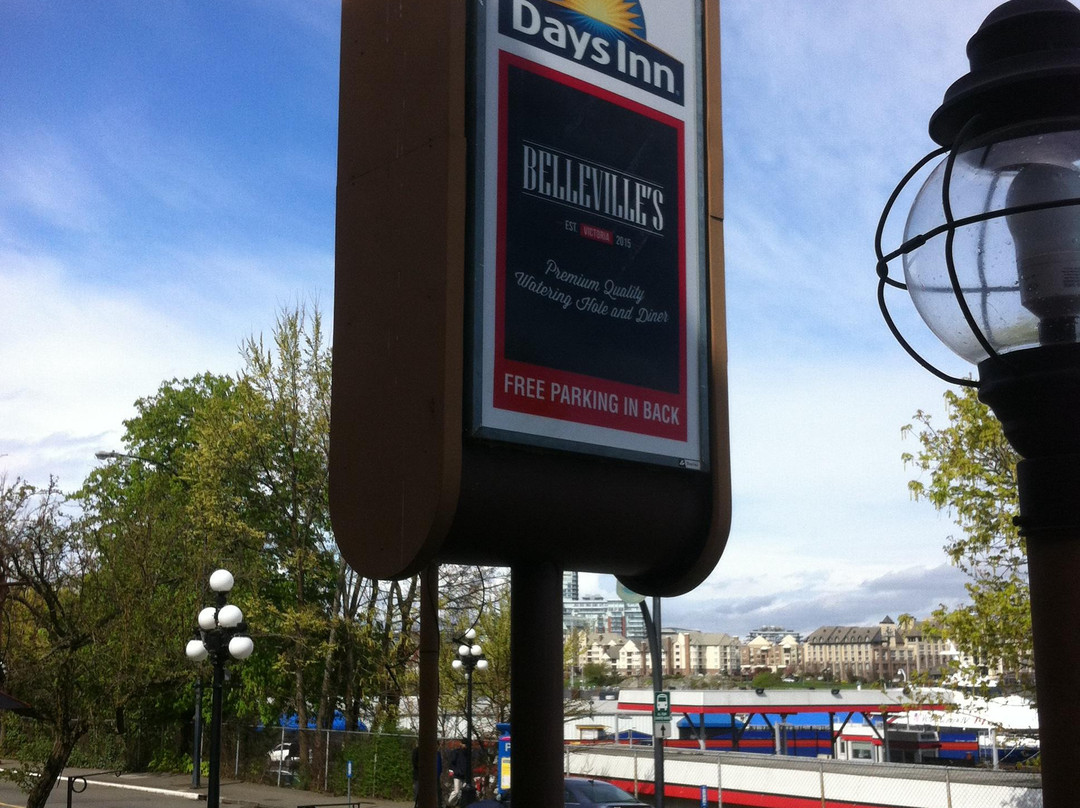 Days Inn
BELLEVILLE'S
EST. VICTORIA 2015
Premium Quality
Watering Hole and Diner
FREE PARKING IN BACK
P